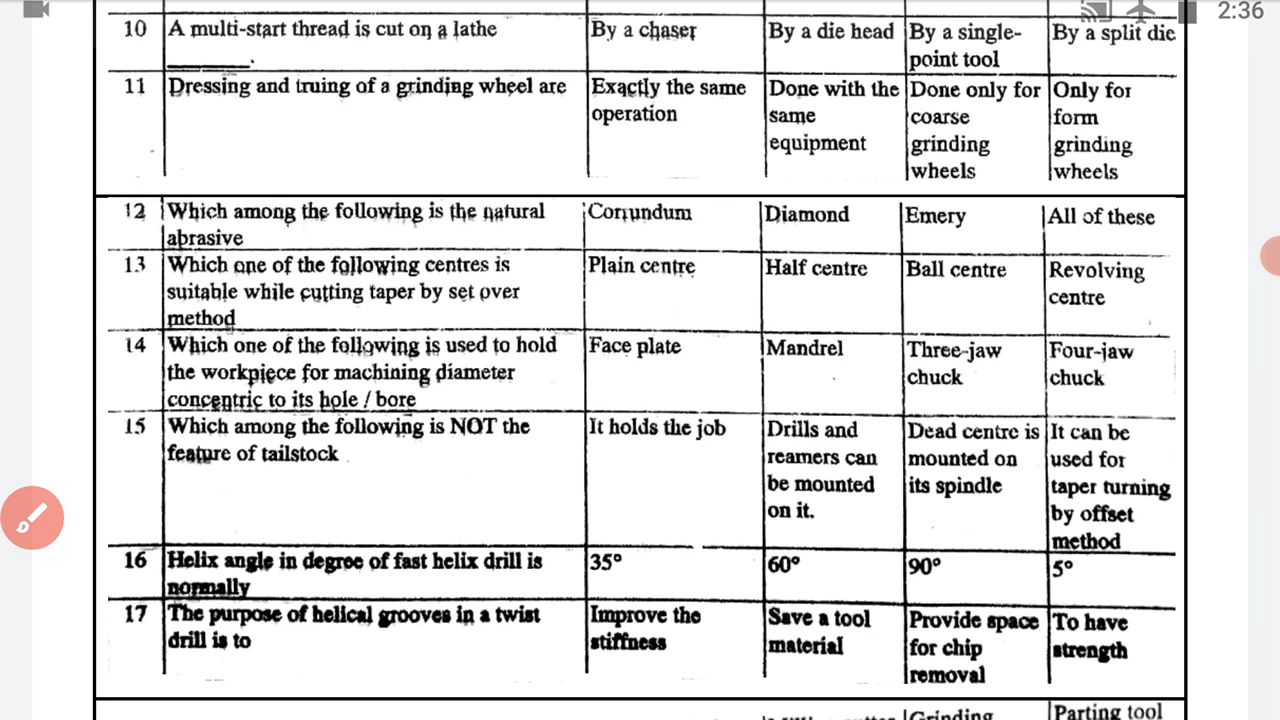 2:36
10 A multi-start thread is cut on a lathe
________.
By a chaser
By a die head
By a single-
point tool
By a split die
11 Dressing and truing of a grinding wheel are
Exactly the same
operation
Done with the
same
equipment
Done only for
coarse
grinding
wheels
Only for
form
grinding
wheels
12 Which among the following is the natural
abrasive
Corrundum
Diamond
Emery
All of these
13 Which one of the following centres is
suitable while cutting taper by set over
method
Plain centre
Half centre
Ball centre
Revolving
centre
14 Which one of the following is used to hold
the workpiece for machining diameter
concentric to its hole / bore
Face plate
Mandrel
Three-jaw
chuck
Four-jaw
chuck
15 Which among the following is NOT the
feature of tailstock
It holds the job
Drills and
reamers can
be mounted
on it.
Dead centre is
mounted on
its spindle
It can be
used for
taper turning
by offset
method
16 Helix angle in degree of fast helix drill is
normally
35°
60°
90°
5°
17 The purpose of helical grooves in a twist
drill is to
Improve the
stiffness
Save a tool
material
Provide space
for chip
removal
To have
strength
Grinding
Parting tool